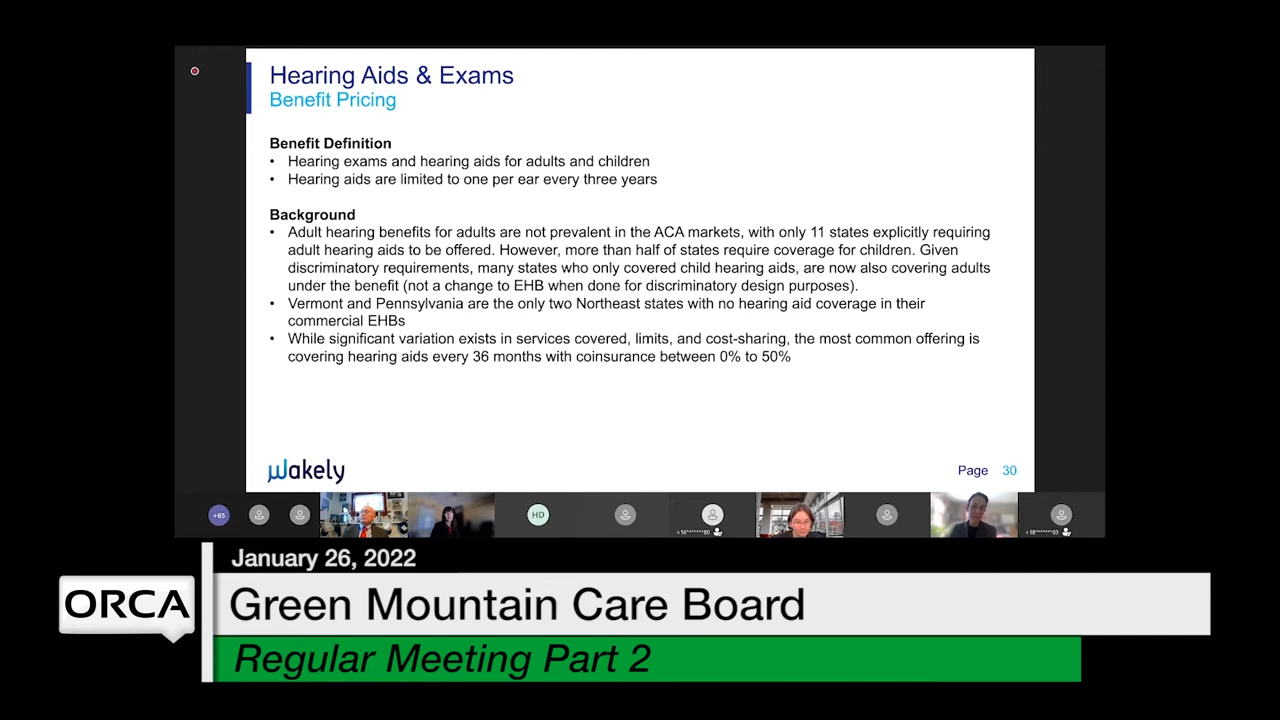 Hearing Aids & Exams
Benefit Pricing
Benefit Definition
• Hearing exams and hearing aids for adults and children
• Hearing aids are limited to one per ear every three years
Background
• Adult hearing benefits for adults are not prevalent in the ACA markets, with only 11 states explicitly requiring
adult hearing aids to be offered. However, more than half of states require coverage for children. Given
discriminatory requirements, many states who only covered child hearing aids, are now also covering adults
under the benefit (not a change to EHB when done for discriminatory design purposes).
• Vermont and Pennsylvania are the only two Northeast states with no hearing aid coverage in their
commercial EHBs
• While significant variation exists in services covered, limits, and cost-sharing, the most common offering is
covering hearing aids every 36 months with coinsurance between 0% to 50%
wakely
Page 30
+65
HD
+16*******80
+18*******03
January 26, 2022
ORCA
Green Mountain Care Board
Regular Meeting Part 2